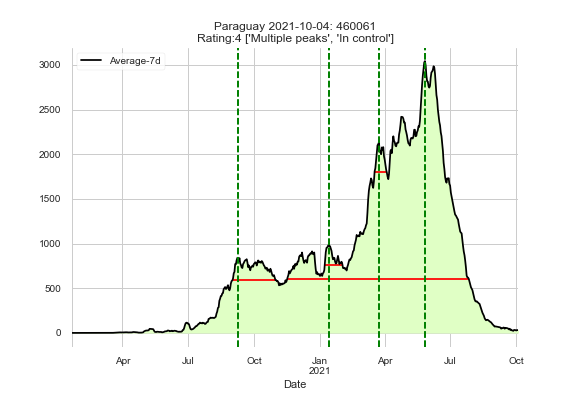 Paraguay 2021-10-04: 460061
Rating:4 ['Multiple peaks', 'In control']
Average-7d
3000
2500
2000
1500
1000
500
0
Apr
Jul
Oct
Jan
2021
Apr
Jul
Oct
Date